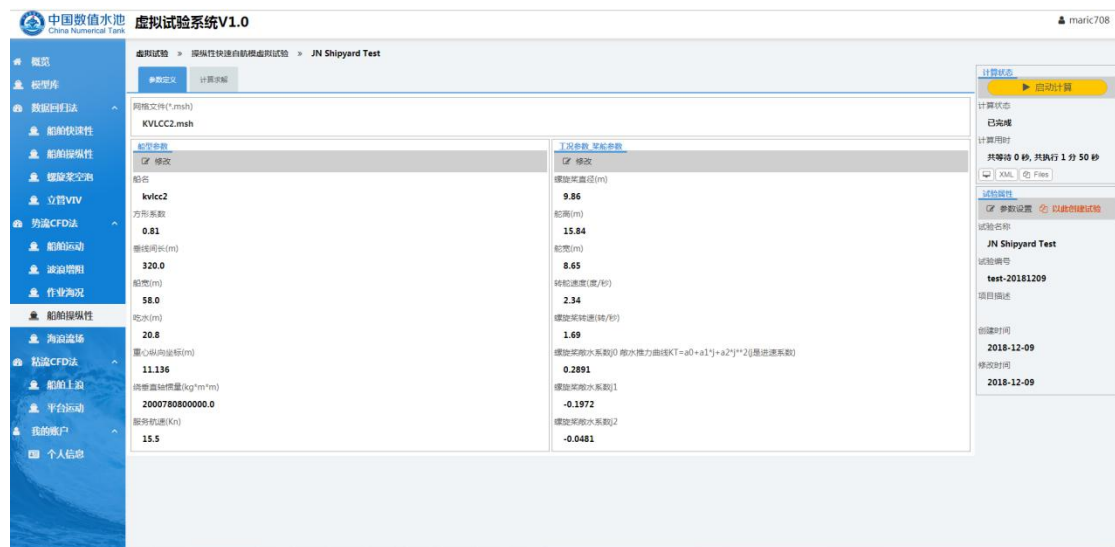 中国数值水池
China Numerical Tank
虚拟试验系统V1.0
maric708
概览
模型库
数据回归法
船舶快速性
船舶操纵性
螺旋桨空泡
立管VIV
势流CFD法
船舶运动
波浪增阻
作业海况
船舶操纵性
海浪流场
粘流CFD法
船舶上浪
平台运动
我的账户
个人信息
虚拟试验 » 操纵性快速自航模虚拟试验 » JN Shipyard Test
参数定义 计算求解
网格文件(*.msh)
KVLCC2.msh
船型参数
修改
船名
kvlcc2
方形系数
0.81
垂线间长(m)
320.0
船宽(m)
58.0
吃水(m)
20.8
重心纵向坐标(m)
11.136
绕垂直轴惯量(kg*m*m)
2000780800000.0
服务航速(Kn)
15.5
工况参数_桨舵参数
修改
螺旋桨直径(m)
9.86
舵高(m)
15.84
舵宽(m)
8.65
转舵速度(度/秒)
2.34
螺旋桨转速(转/秒)
1.69
螺旋桨敞水系数j0 敞水推力曲线KT=a0+a1*j+a2*j**2(j是进速系数)
0.2891
螺旋桨敞水系数j1
-0.1972
螺旋桨敞水系数j2
-0.0481
计算状态
启动计算
计算状态
已完成
计算用时
共等待 0 秒, 共执行 1 分 50 秒
XML Files
试验属性
参数设置 以此创建试验
试验名称
JN Shipyard Test
试验编号
test-20181209
项目描述
创建时间
2018-12-09
修改时间
2018-12-09